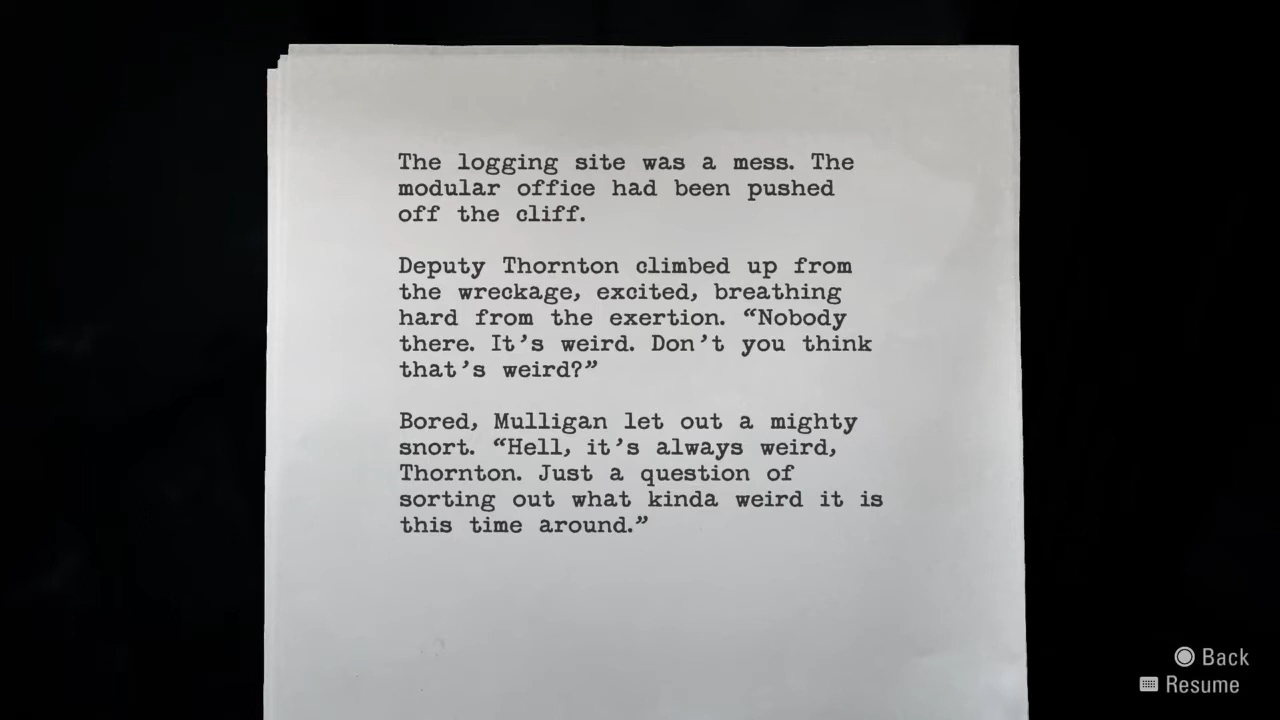 The logging site was a mess. The
modular office had been pushed
off the cliff.
Deputy Thornton climbed up from
the wreckage, excited, breathing
hard from the exertion. “Nobody
there. It’s weird. Don’t you think
that’s weird?”
Bored, Mulligan let out a mighty
snort. “Hell, it’s always weird,
Thornton. Just a question of
sorting out what kinda weird it is
this time around.”
Back
Resume